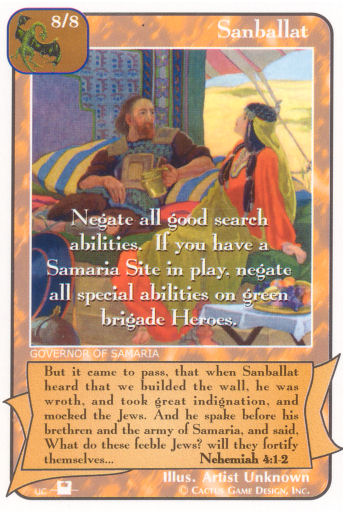 8/8
Sanballat
Negate all good search
abilities. If you have a
Samaria Site in play, negate
all special abilities on green
brigade Heroes.
GOVERNOR OF SAMARIA
But it came to pass, that when Sanballat
heard that we builded the wall, he was
wroth, and took great indignation, and
mocked the Jews. And he spake before his
brethren and the army of Samaria, and said,
What do these feeble Jews? will they fortify
themselves... Nehemiah 4:1-2
Illus. Artist Unknown
UC © CACTUS GAME DESIGN, INC.